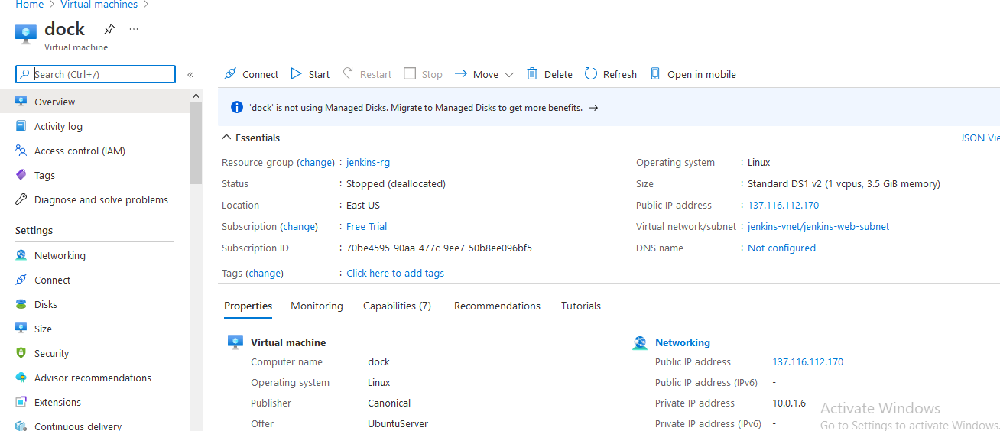 Home > Virtual machines >
dock ...
Virtual machine
Search (Ctrl+/) «
Connect Start Restart Stop Move Delete Refresh Open in mobile
Overview
Activity log
Access control (IAM)
Tags
Diagnose and solve problems
Settings
Networking
Connect
Disks
Size
Security
Advisor recommendations
Extensions
Continuous delivery
'dock' is not using Managed Disks. Migrate to Managed Disks to get more benefits. →
Essentials JSON Vie
Resource group (change) : jenkins-rg
Status : Stopped (deallocated)
Location : East US
Subscription (change) : Free Trial
Subscription ID : 70be4595-90aa-477c-9ee7-50b8ee096bf5
Tags (change) : Click here to add tags
Operating system : Linux
Size : Standard DS1 v2 (1 vcpus, 3.5 GiB memory)
Public IP address : 137.116.112.170
Virtual network/subnet : jenkins-vnet/jenkins-web-subnet
DNS name : Not configured
Properties Monitoring Capabilities (7) Recommendations Tutorials
Virtual machine
Computer name dock
Operating system Linux
Publisher Canonical
Offer UbuntuServer
Networking
Public IP address 137.116.112.170
Public IP address (IPv6) -
Private IP address 10.0.1.6
Private IP address (IPv6) -
Activate Windows
Go to Settings to activate Windows.